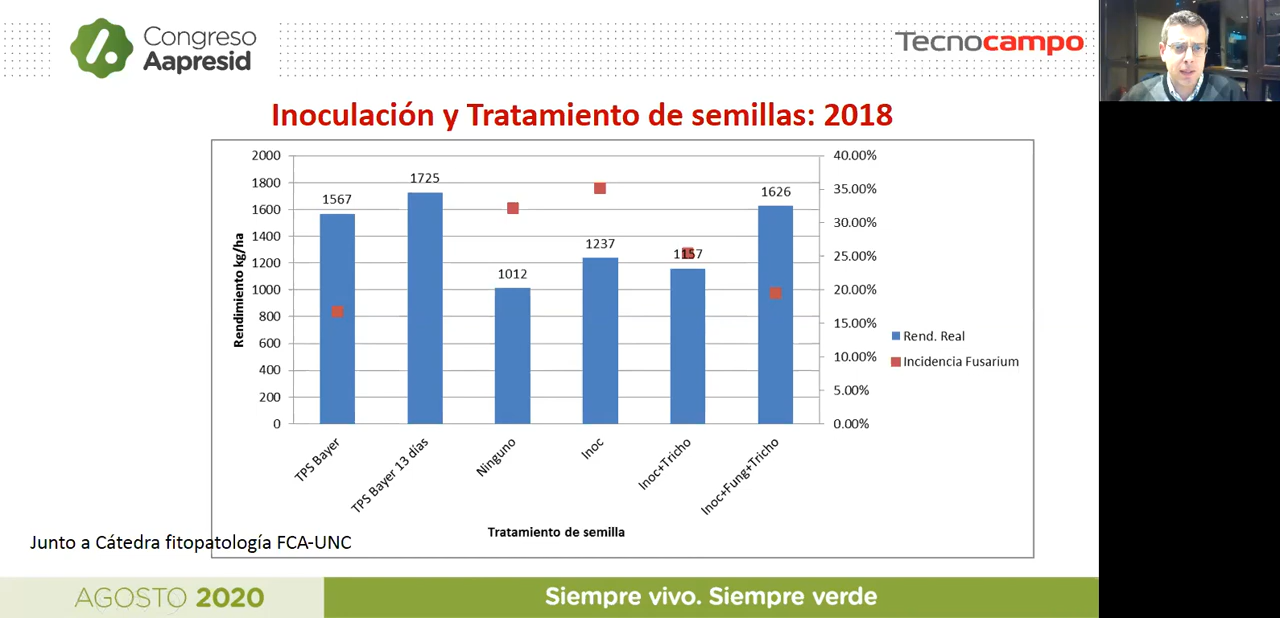 Congreso
Aapresid
Tecnocampo
Inoculación y Tratamiento de semillas: 2018
Rendimiento kg/ha
2000
1800
1600
1400
1200
1000
800
600
400
200
0
1567
1725
1012
1237
1157
1626
40.00%
35.00%
30.00%
25.00%
20.00%
15.00%
10.00%
5.00%
0.00%
Rend. Real
Incidencia Fusarium
TPS Bayer
TPS Bayer 13 días
Ninguno
Inoc
Inoc+Tricho
Inoc+Fung+Tricho
Tratamiento de semilla
Junto a Cátedra fitopatología FCA-UNC
AGOSTO 2020
Siempre vivo. Siempre verde